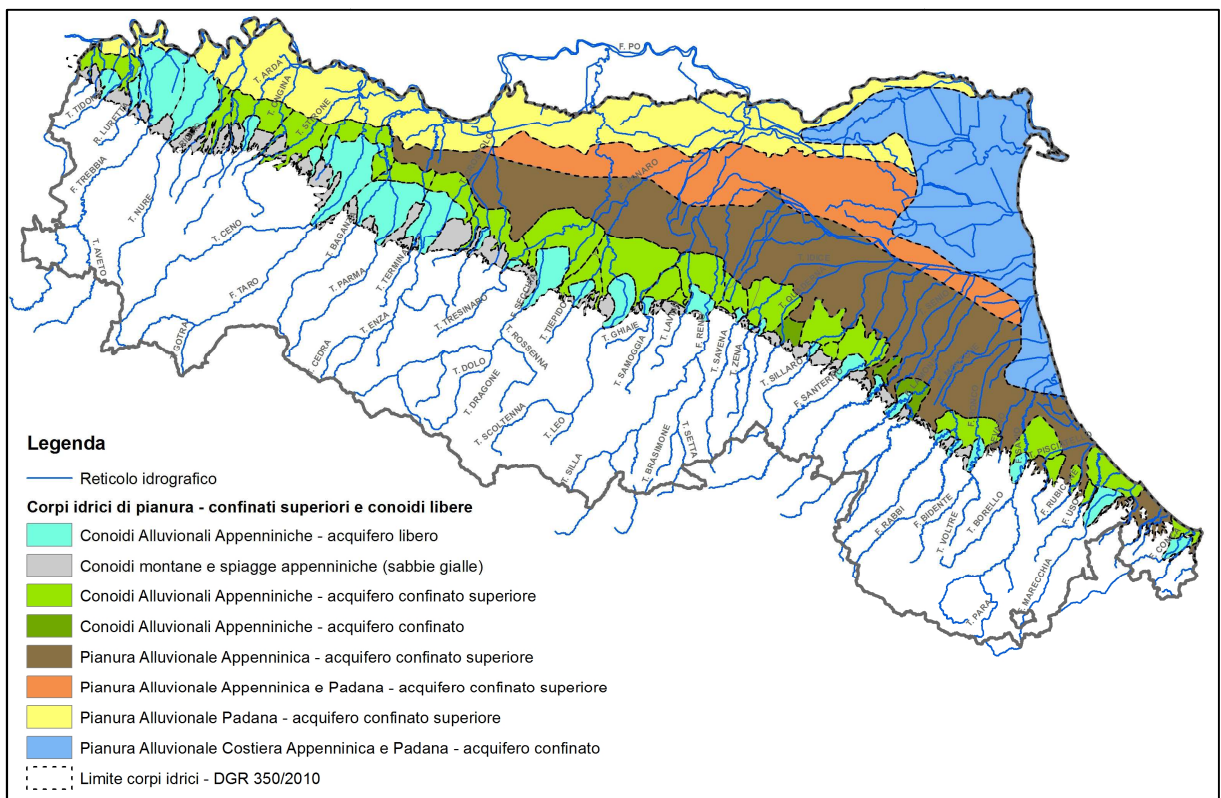 F. PO
T. ARDA
T. ONGINA
T. STIRONE
T. TIDONE
R. LURETTA
F. TREBBIA
T. NURE
T. AVETO
T. CENO
F. TARO
GOTRA
T. BAGANZA
T. PARMA
T. TERMINA
T. ENZA
T. CEDRA
T. TRESINARO
F. SECCHIA
T. ROSSENNA
T. DOLO
T. DRAGONE
T. SCOLTENNA
T. LEO
T. TIEPIDO
F. PANARO
T. GHIAIE
T. SAMOGGIA
T. LAVINO
F. RENO
T. SAVENA
T. ZENA
T. IDICE
T. SILLARO
F. SANTERNO
T. SILLA
T. BRASIMONE
T. SETTA
F. RABBI
F. BIDENTE
T. VOLTRE
T. BORELLO
T. PISCIATELLO
F. RUBICONE
F. USO
F. MARECCHIA
T. PARA
F. CON
Legenda
Reticolo idrografico
Corpi idrici di pianura - confinati superiori e conoidi libere
Conoidi Alluvionali Appenniniche - acquifero libero
Conoidi montane e spiagge appenniniche (sabbie gialle)
Conoidi Alluvionali Appenniniche - acquifero confinato superiore
Conoidi Alluvionali Appenniniche - acquifero confinato
Pianura Alluvionale Appenninica - acquifero confinato superiore
Pianura Alluvionale Appenninica e Padana - acquifero confinato superiore
Pianura Alluvionale Padana - acquifero confinato superiore
Pianura Alluvionale Costiera Appenninica e Padana - acquifero confinato
Limite corpi idrici - DGR 350/2010